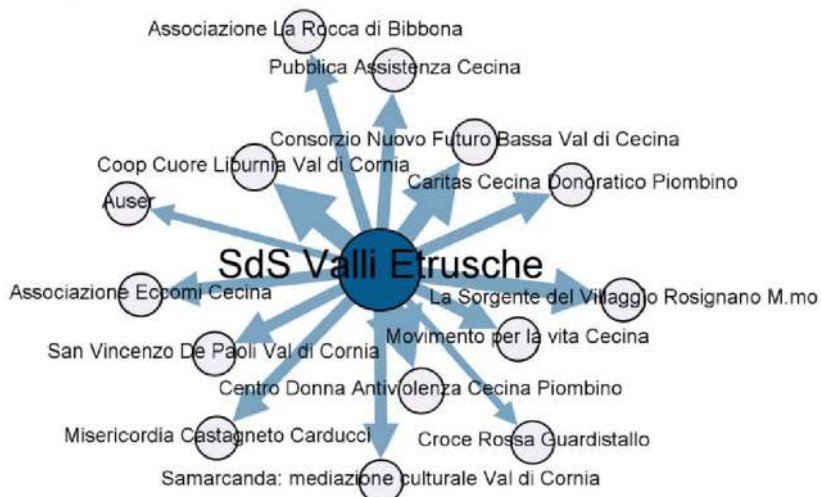 Associazione La Rocca di Bibbona
Pubblica Assistenza Cecina
Consorzio Nuovo Futuro Bassa Val di Cecina
Coop Cuore Liburnia Val di Cornia
Caritas Cecina Donoratico Piombino
Auser
SdS Valli Etrusche
Associazione Eccomi Cecina
La Sorgente del Villaggio Rosignano M.mo
Movimento per la vita Cecina
San Vincenzo De Paoli Val di Cornia
Centro Donna Antiviolenza Cecina Piombino
Misericordia Castagneto Carducci
Croce Rossa Guardistallo
Samarcanda: mediazione culturale Val di Cornia